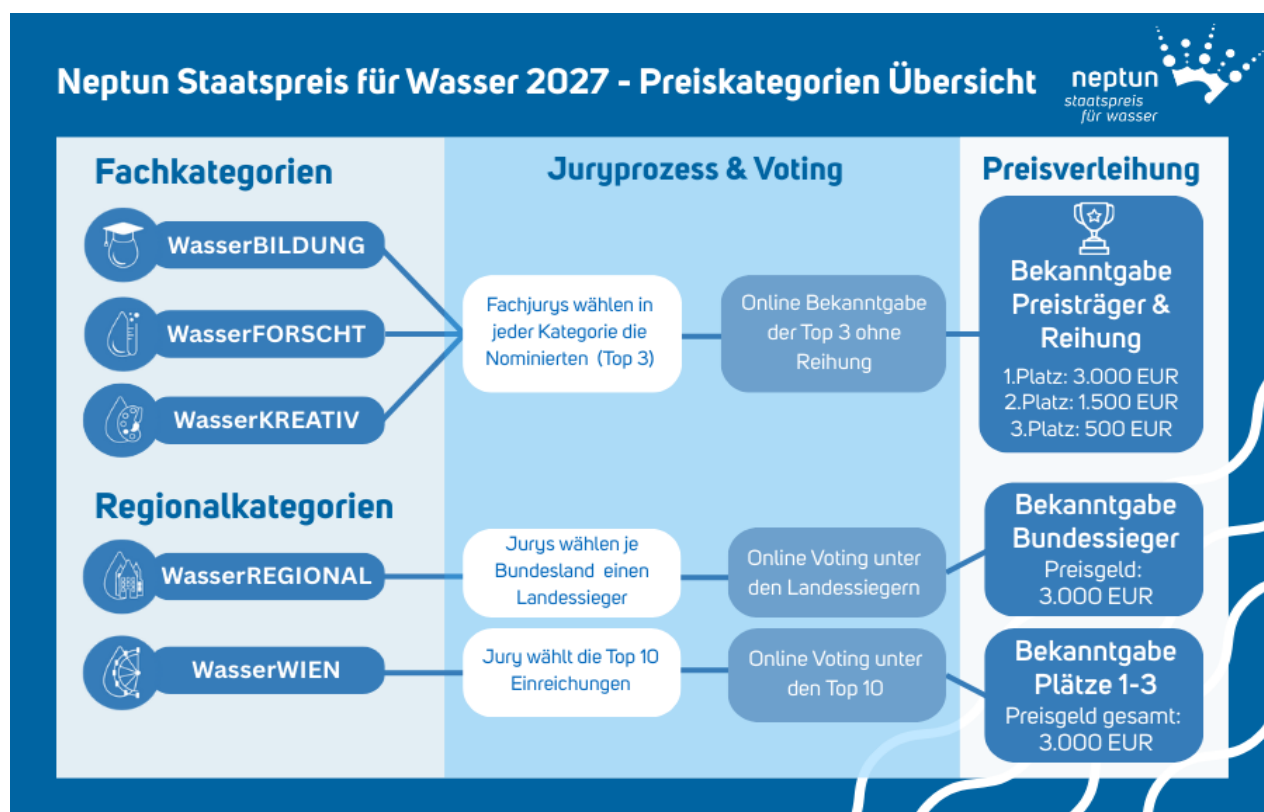 Neptun Staatspreis für Wasser 2027 - Preiskategorien Übersicht
neptun
staatspreis
für wasser
Fachkategorien
WasserBILDUNG
WasserFORSCHT
WasserKREATIV
Juryprozess & Voting
Fachjurys wählen in
jeder Kategorie die
Nominierten (Top 3)
Online Bekanntgabe
der Top 3 ohne
Reihung
Preisverleihung
Bekanntgabe
Preisträger &
Reihung
1.Platz: 3.000 EUR
2.Platz: 1.500 EUR
3.Platz: 500 EUR
Regionalkategorien
WasserREGIONAL
Jurys wählen je
Bundesland einen
Landessieger
Online Voting unter
den Landessiegern
Bekanntgabe
Bundessieger
Preisgeld:
3.000 EUR
WasserWIEN
Jury wählt die Top 10
Einreichungen
Online Voting unter
den Top 10
Bekanntgabe
Plätze 1-3
Preisgeld gesamt:
3.000 EUR